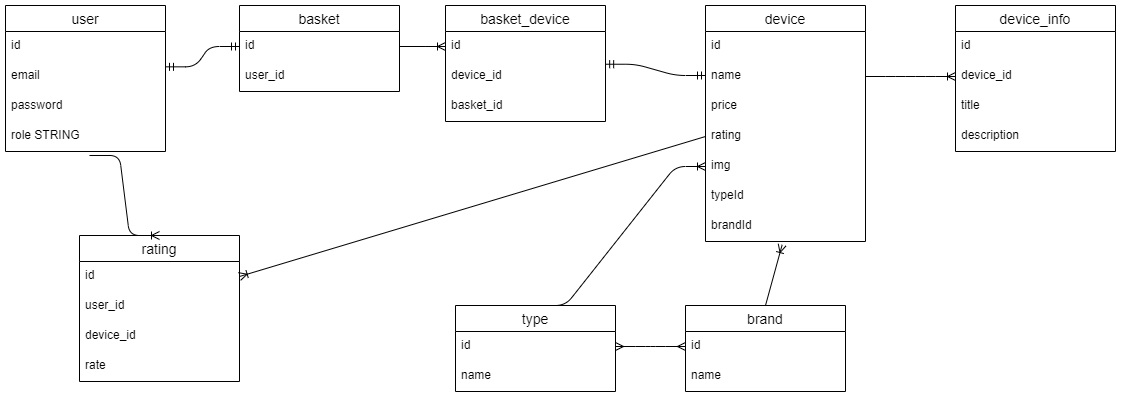 user
id
email
password
role STRING
basket
id
user_id
basket_device
id
device_id
basket_id
device
id
name
price
rating
img
typeId
brandId
device_info
id
device_id
title
description
rating
id
user_id
device_id
rate
type
id
name
brand
id
name